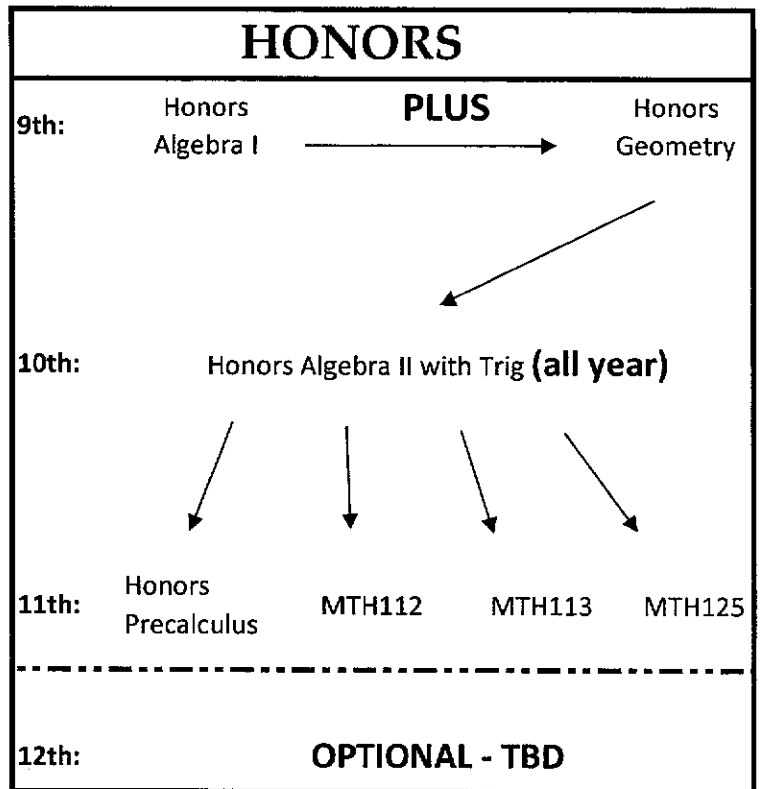 HONORS
9th:
Honors
Algebra I
PLUS
Honors
Geometry
10th:
Honors Algebra II with Trig (all year)
11th:
Honors
Precalculus
MTH112
MTH113
MTH125
12th:
OPTIONAL - TBD